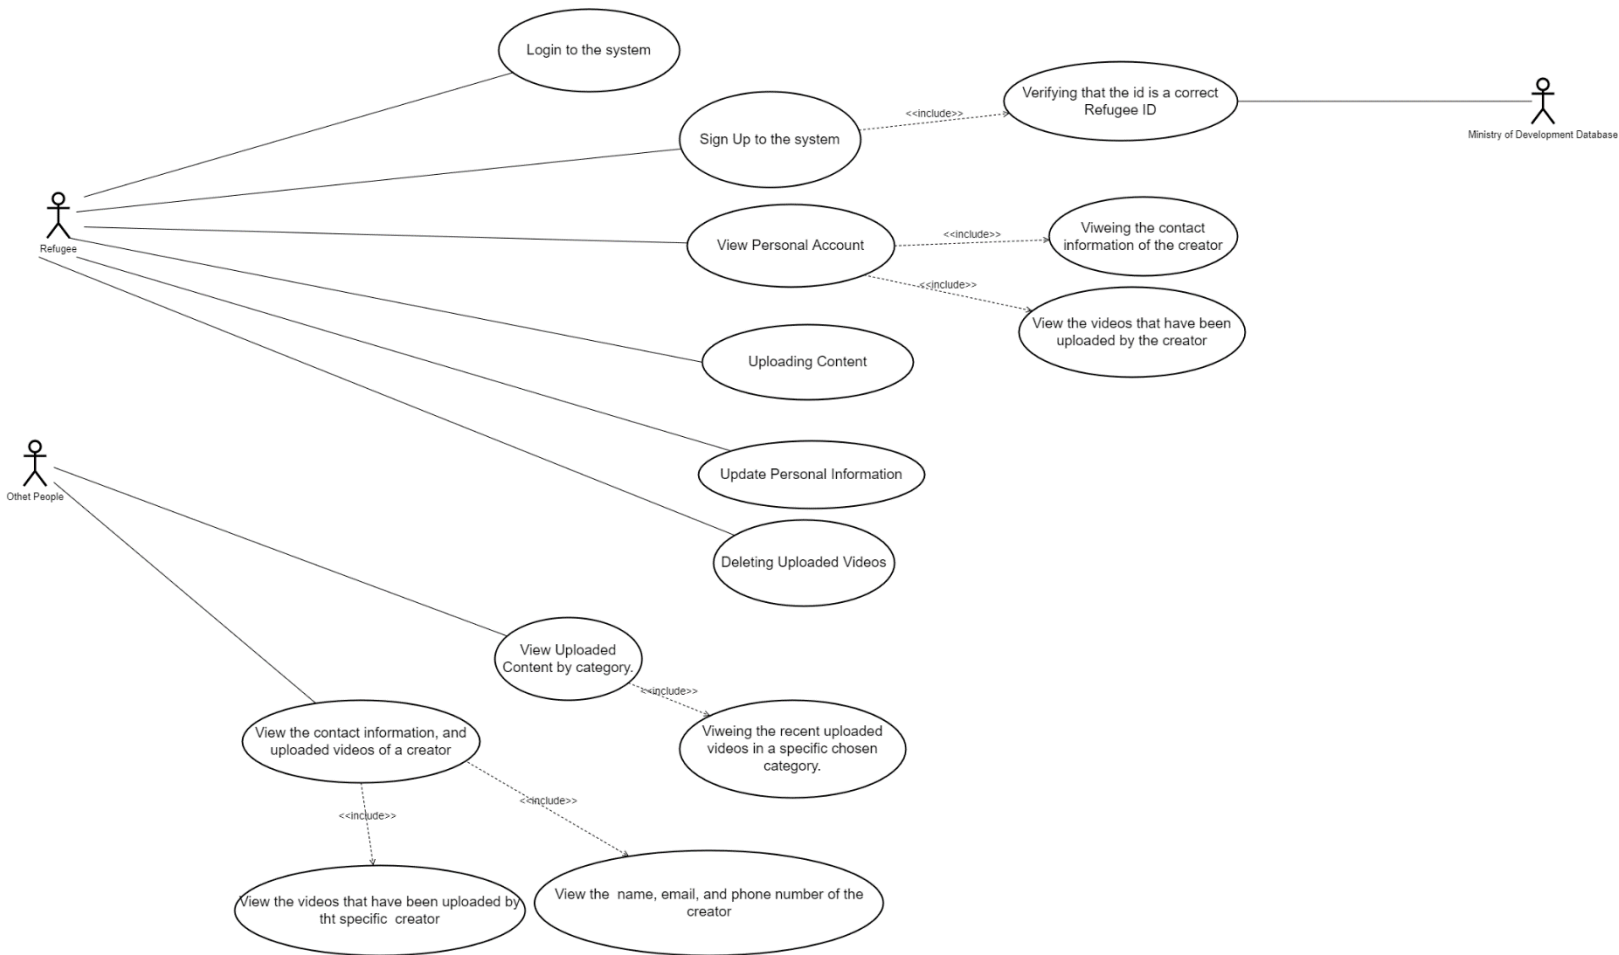 Login to the system
Verifying that the id is a correct
Refugee ID
<<include>>
Sign Up to the system
Ministry of Development Database
Refugee
View Personal Account
<<include>>
Viweing the contact
information of the creator
<<include>>
View the videos that have been
uploaded by the creator
Uploading Content
Update Personal Information
Othet People
Deleting Uploaded Videos
View Uploaded
Content by category.
<<include>>
View the contact information, and
uploaded videos of a creator
Viweing the recent uploaded
videos in a specific chosen
category.
<<include>>
<<include>>
View the videos that have been uploaded by
tht specific creator
View the name, email, and phone number of the
creator